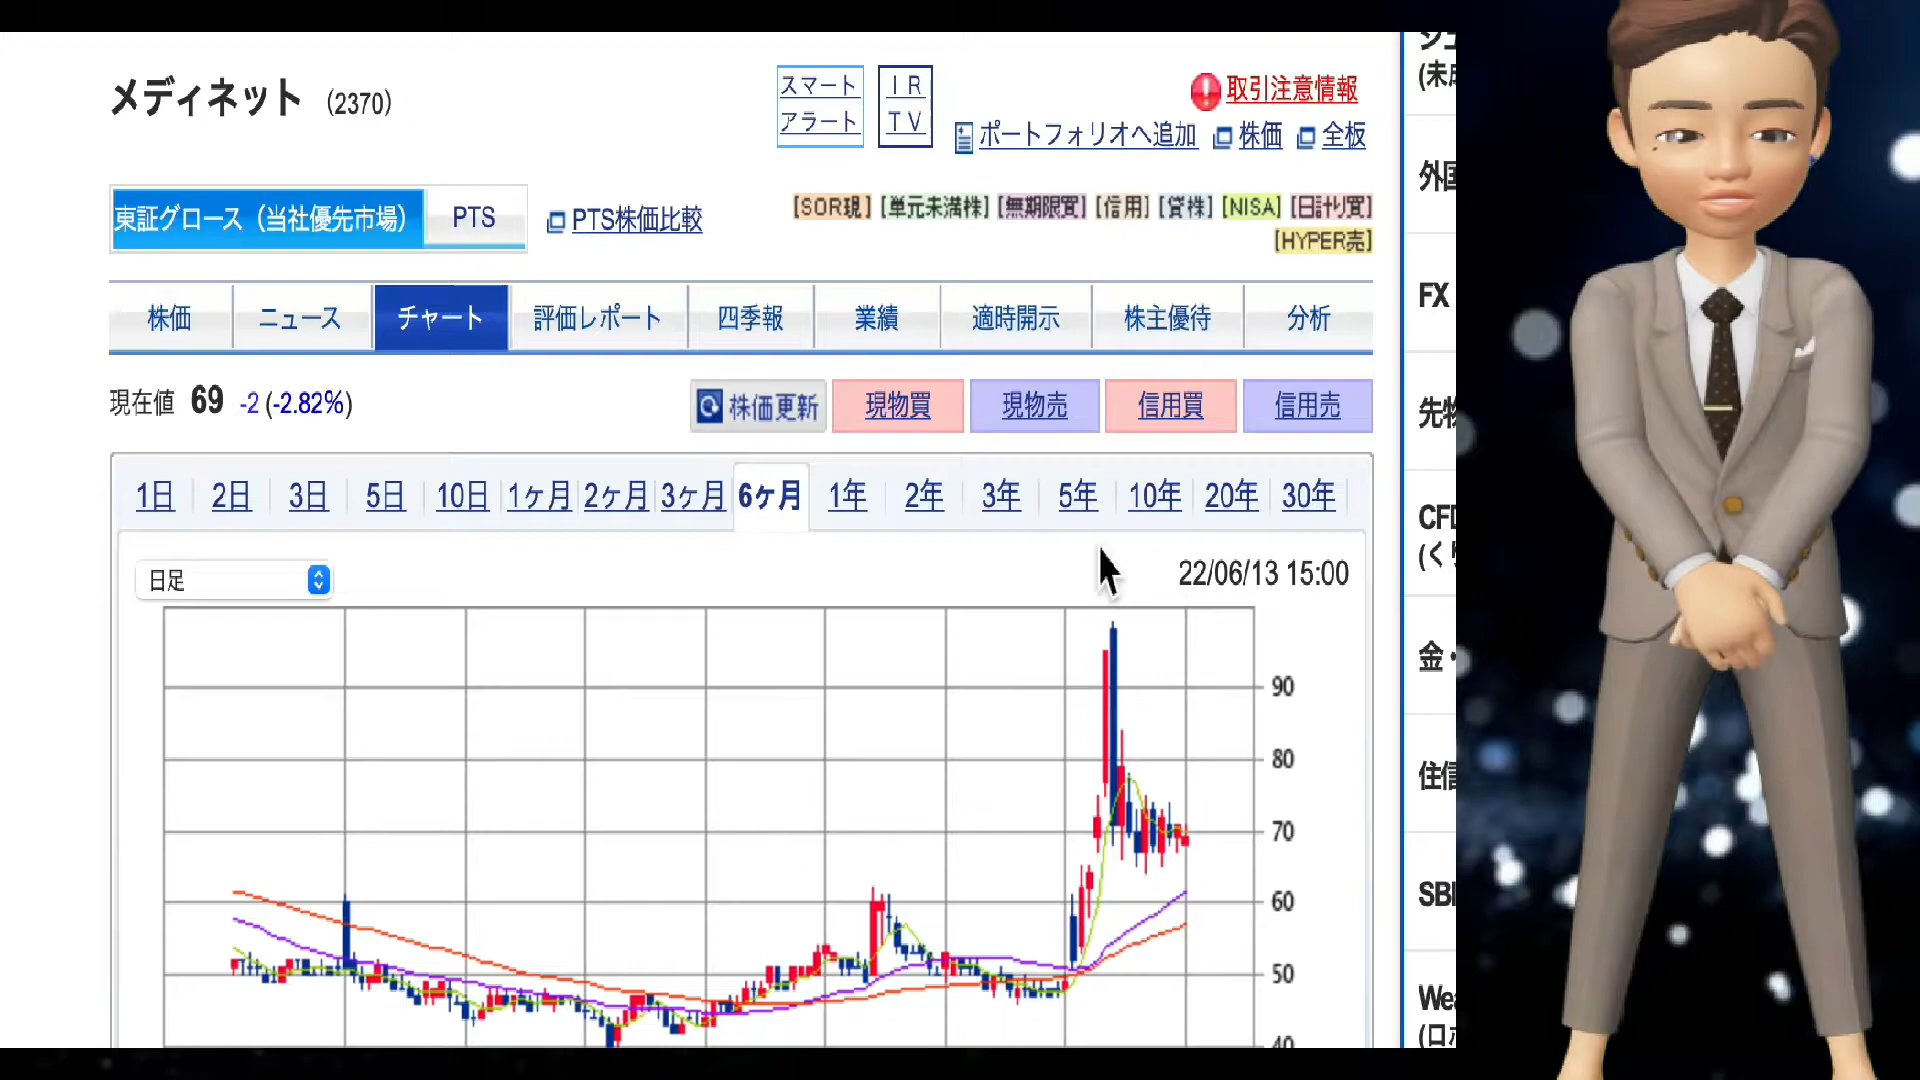 メディネット (2370)
スマート
アラート
IR
TV
取引注意情報
ポートフォリオへ追加 株価 全板
東証グロース（当社優先市場） PTS PTS株価比較
[SOR現] [単元未満株] [無期限寛] [信用] [貸株] [NISA] [日計り寛]
[HYPER売]
株価 ニュース チャート 評価レポート 四季報 業績 適時開示 株主優待 分析
現在値 69 -2 (-2.82%)
株価更新 現物買 現物売 信用買 信用売
1日 2日 3日 5日 10日 1ヶ月 2ヶ月 3ヶ月 6ヶ月 1年 2年 3年 5年 10年 20年 30年
日足 22/06/13 15:00
90
80
70
60
50
40
(未
外国
FX
先物
CFD
(く
金・
住信
SBI
We
(ロ